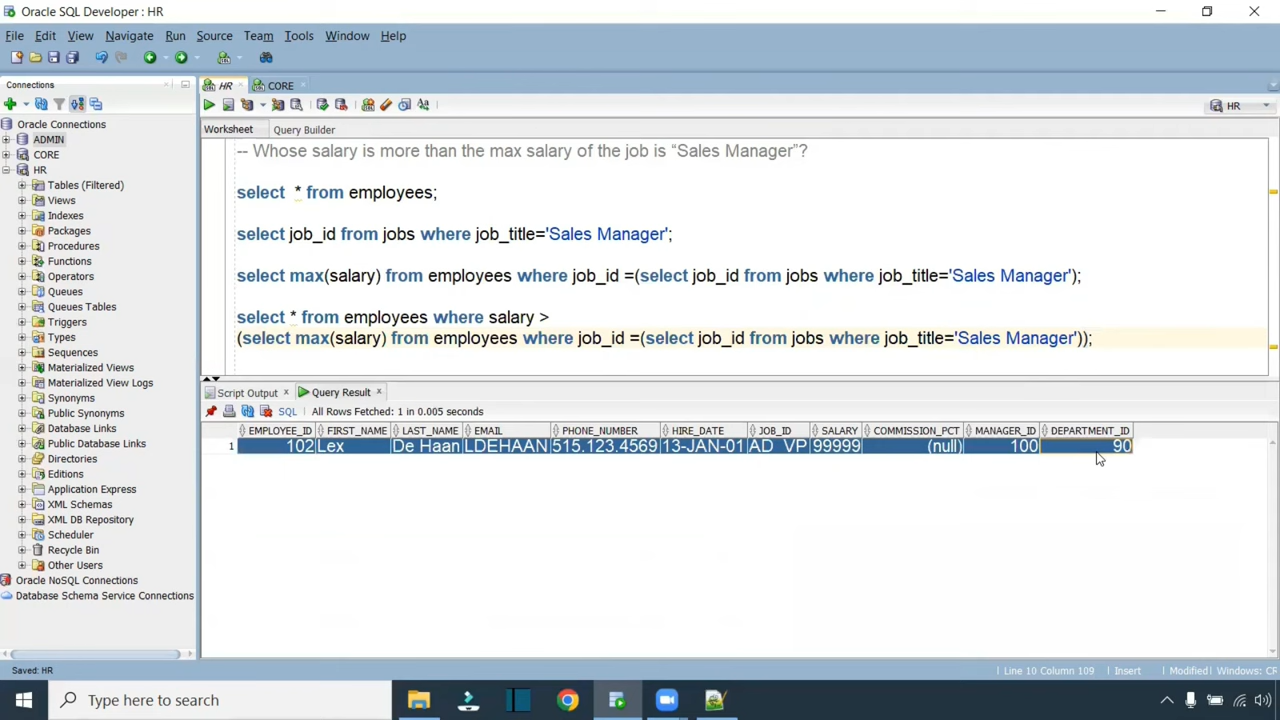 Oracle SQL Developer : HR
File Edit View Navigate Run Source Team Tools Window Help
Connections
HR
CORE
Oracle Connections
ADMIN
CORE
HR
Tables (Filtered)
Views
Indexes
Packages
Procedures
Functions
Operators
Queues
Queues Tables
Triggers
Types
Sequences
Materialized Views
Materialized View Logs
Synonyms
Public Synonyms
Database Links
Public Database Links
Directories
Editions
Application Express
XML Schemas
XML DB Repository
Scheduler
Recycle Bin
Other Users
Oracle NoSQL Connections
Database Schema Service Connections
HR
Worksheet Query Builder
-- Whose salary is more than the max salary of the job is “Sales Manager”?
select * from employees;
select job_id from jobs where job_title='Sales Manager';
select max(salary) from employees where job_id =(select job_id from jobs where job_title='Sales Manager');
select * from employees where salary >
(select max(salary) from employees where job_id =(select job_id from jobs where job_title='Sales Manager'));
Script Output Query Result
SQL All Rows Fetched: 1 in 0.005 seconds
EMPLOYEE_ID FIRST_NAME LAST_NAME EMAIL PHONE_NUMBER HIRE_DATE JOB_ID SALARY COMMISSION_PCT MANAGER_ID DEPARTMENT_ID
1 102 Lex De Haan LDEHAAN 515.123.4569 13-JAN-01 AD_VP 99999 (null) 100 90
Saved: HR
Line 10 Column 109 Insert Modified Windows: CR
Type here to search